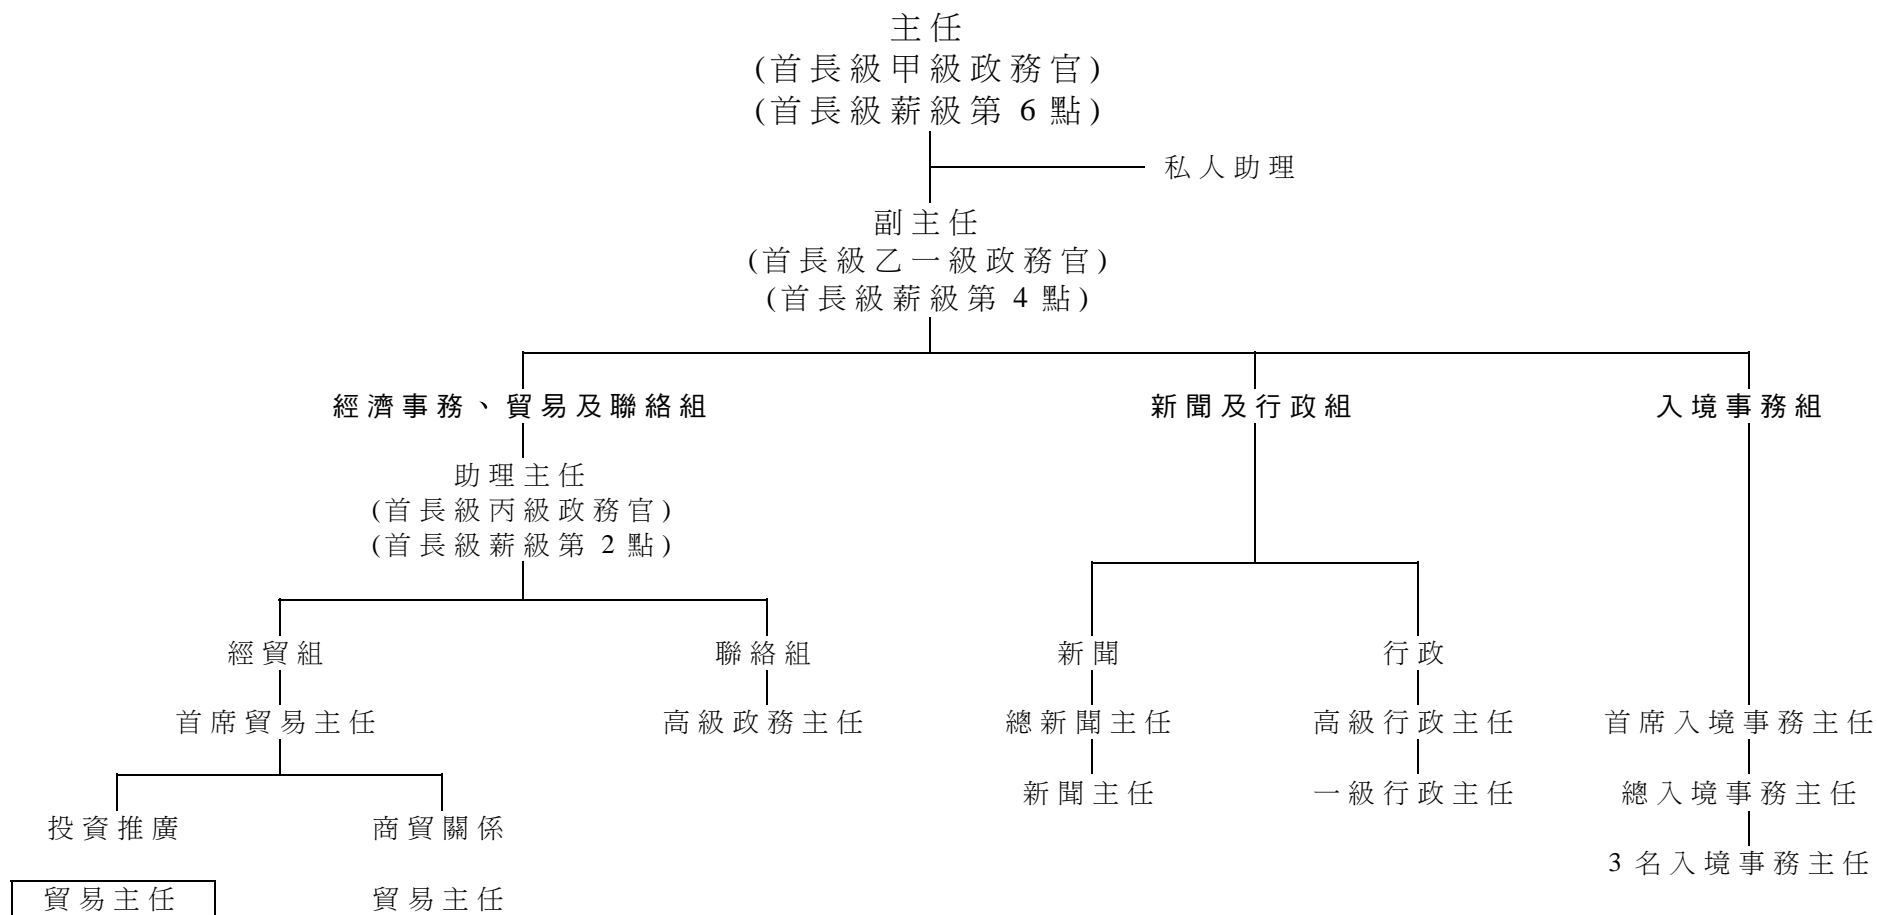 主任
(首長級甲級政務官)
(首長級薪級第 6 點)
私人助理
副主任
(首長級乙一級政務官)
(首長級薪級第 4 點)
經濟事務、貿易及聯絡組
新聞及行政組
入境事務組
助理主任
(首長級丙級政務官)
(首長級薪級第 2 點)
經貿組
聯絡組
新聞
行政
首席貿易主任
高級政務主任
總新聞主任
高級行政主任
首席入境事務主任
新聞主任
一級行政主任
總入境事務主任
投資推廣
商貿關係
3 名入境事務主任
貿易主任
貿易主任